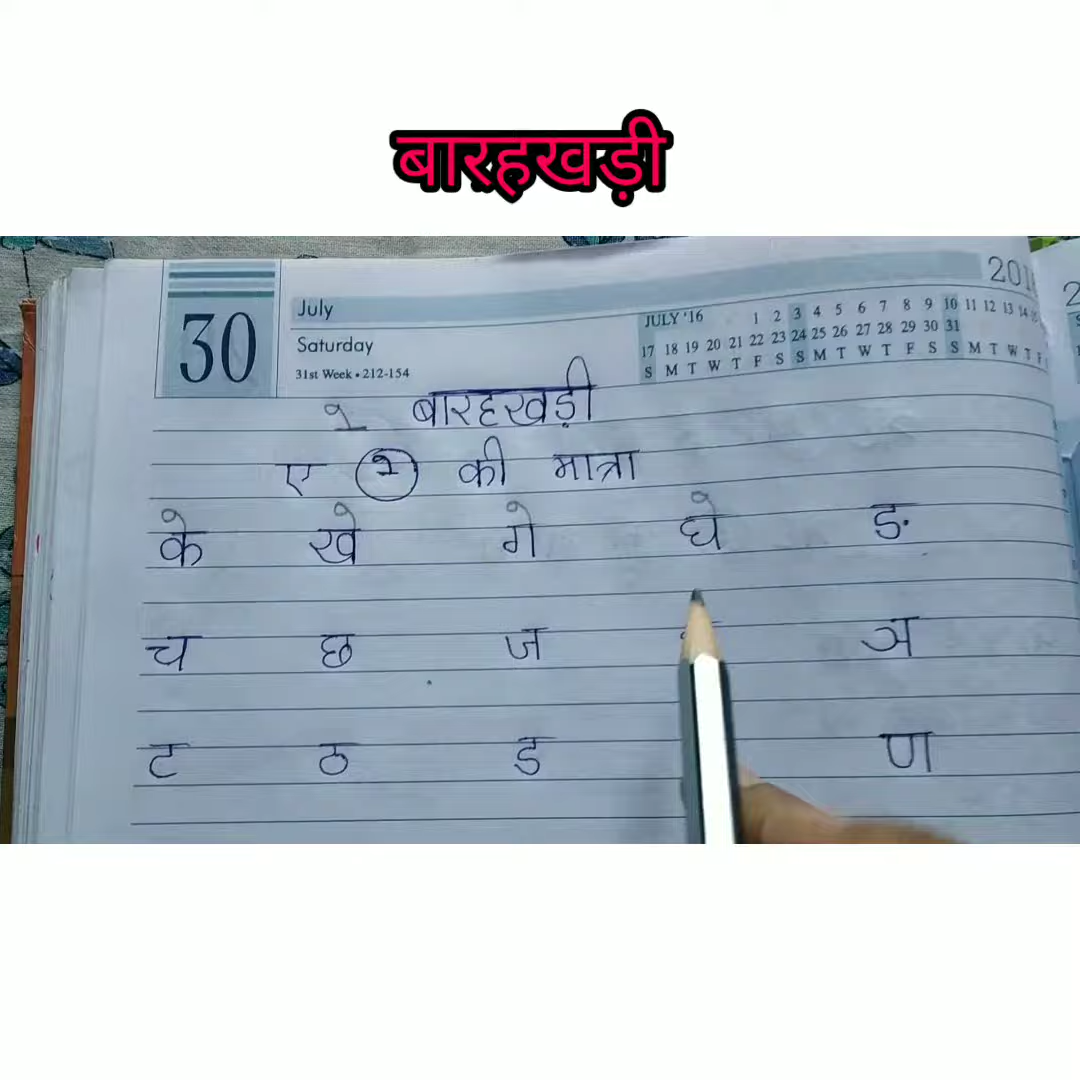 बारहखड़ी
30
July
Saturday
31st Week • 212-154
201
JULY '16 1 2 3 4 5 6 7 8 9 10 11 12 13 14 15
17 18 19 20 21 22 23 24 25 26 27 28 29 30 31
S M T W T F S S M T W T F S S M T W T F
े बारहखड़ी
ए े की मात्रा
के खे गे घे ङ
च छ ज ञ
ट ठ ड ण